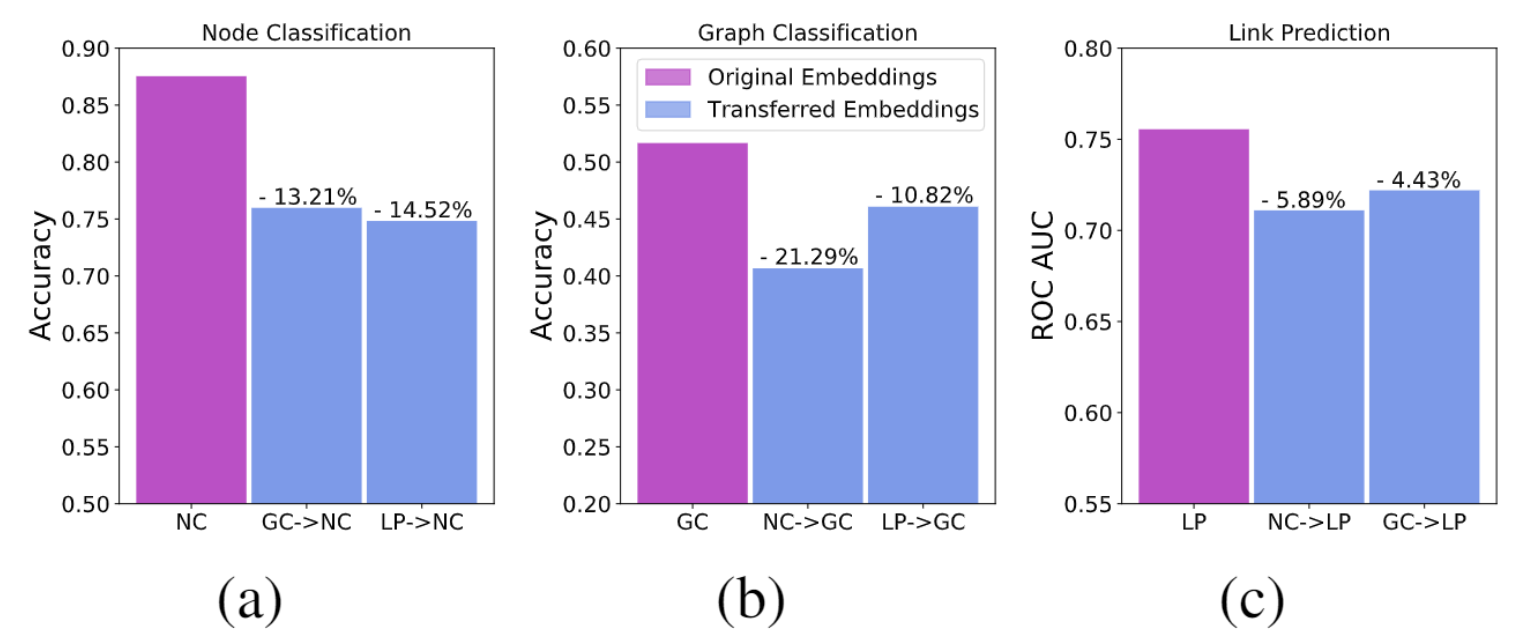 Node Classification
0.90
0.85
0.80
0.75
0.70
0.65
0.60
0.55
0.50
Accuracy
- 13.21%
- 14.52%
NC
GC->NC
LP->NC
(a)
Graph Classification
0.60
0.55
0.50
0.45
0.40
0.35
0.30
0.25
0.20
Accuracy
Original Embeddings
Transferred Embeddings
- 21.29%
- 10.82%
GC
NC->GC
LP->GC
(b)
Link Prediction
0.80
0.75
0.70
0.65
0.60
0.55
ROC AUC
- 5.89%
- 4.43%
LP
NC->LP
GC->LP
(c)